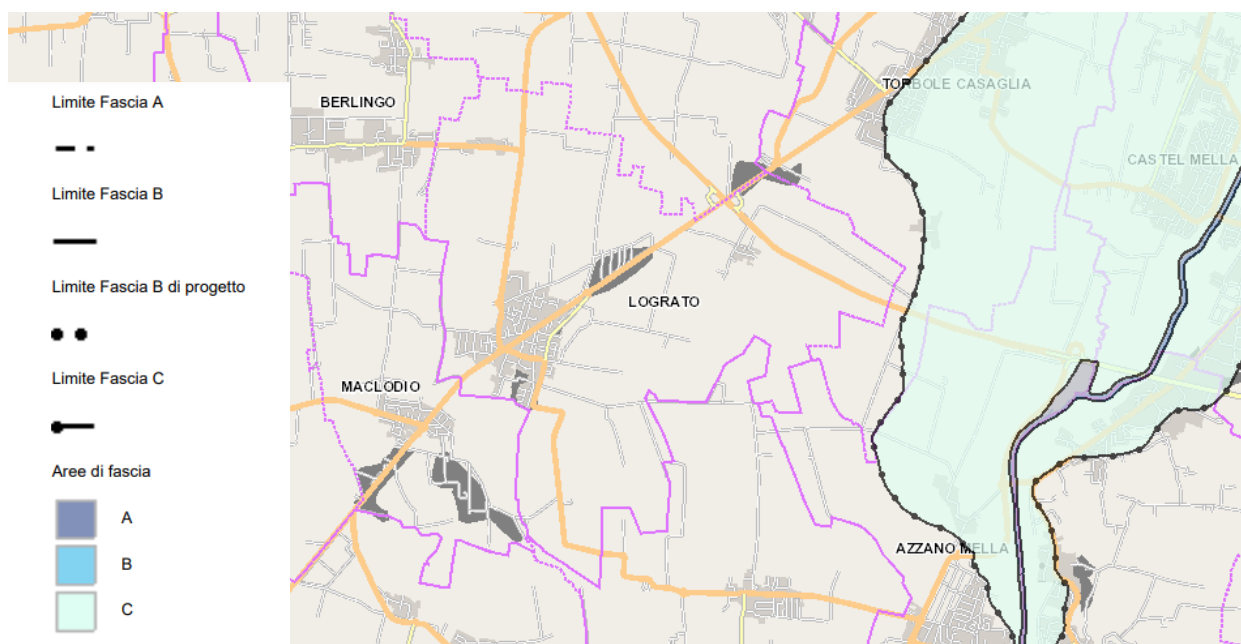 Limite Fascia A
Limite Fascia B
Limite Fascia B di progetto
Limite Fascia C
Aree di fascia
A
B
C
BERLINGO
TORBOLE CASAGLIA
CASTEL MELLA
LOGRATO
MACLODIO
AZZANO MELLA